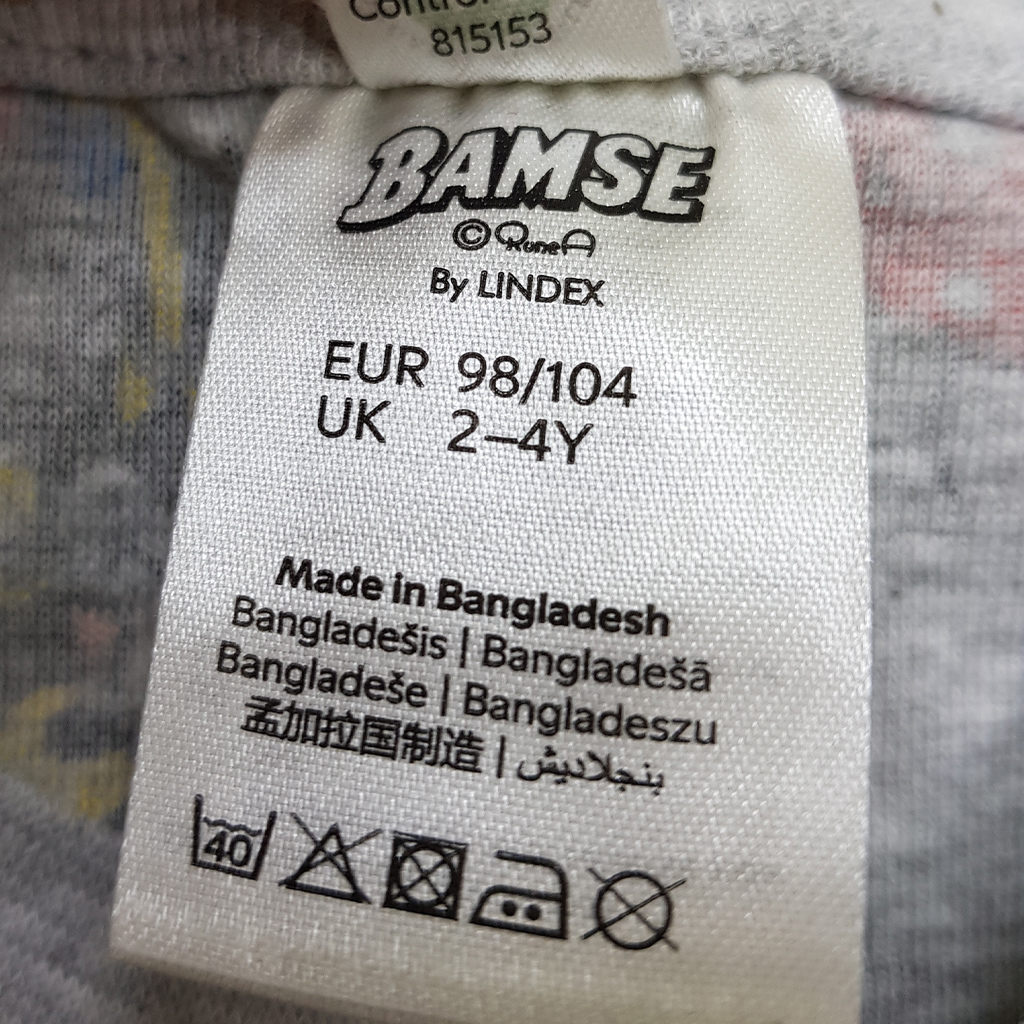 815153
BAMSE
© Rune A
By LINDEX
EUR 98/104
UK 2–4Y
Made in Bangladesh
Bangladešis | Bangladešā
Bangladeše | Bangladeszu
孟加拉国制造 | بنجلاديش
40